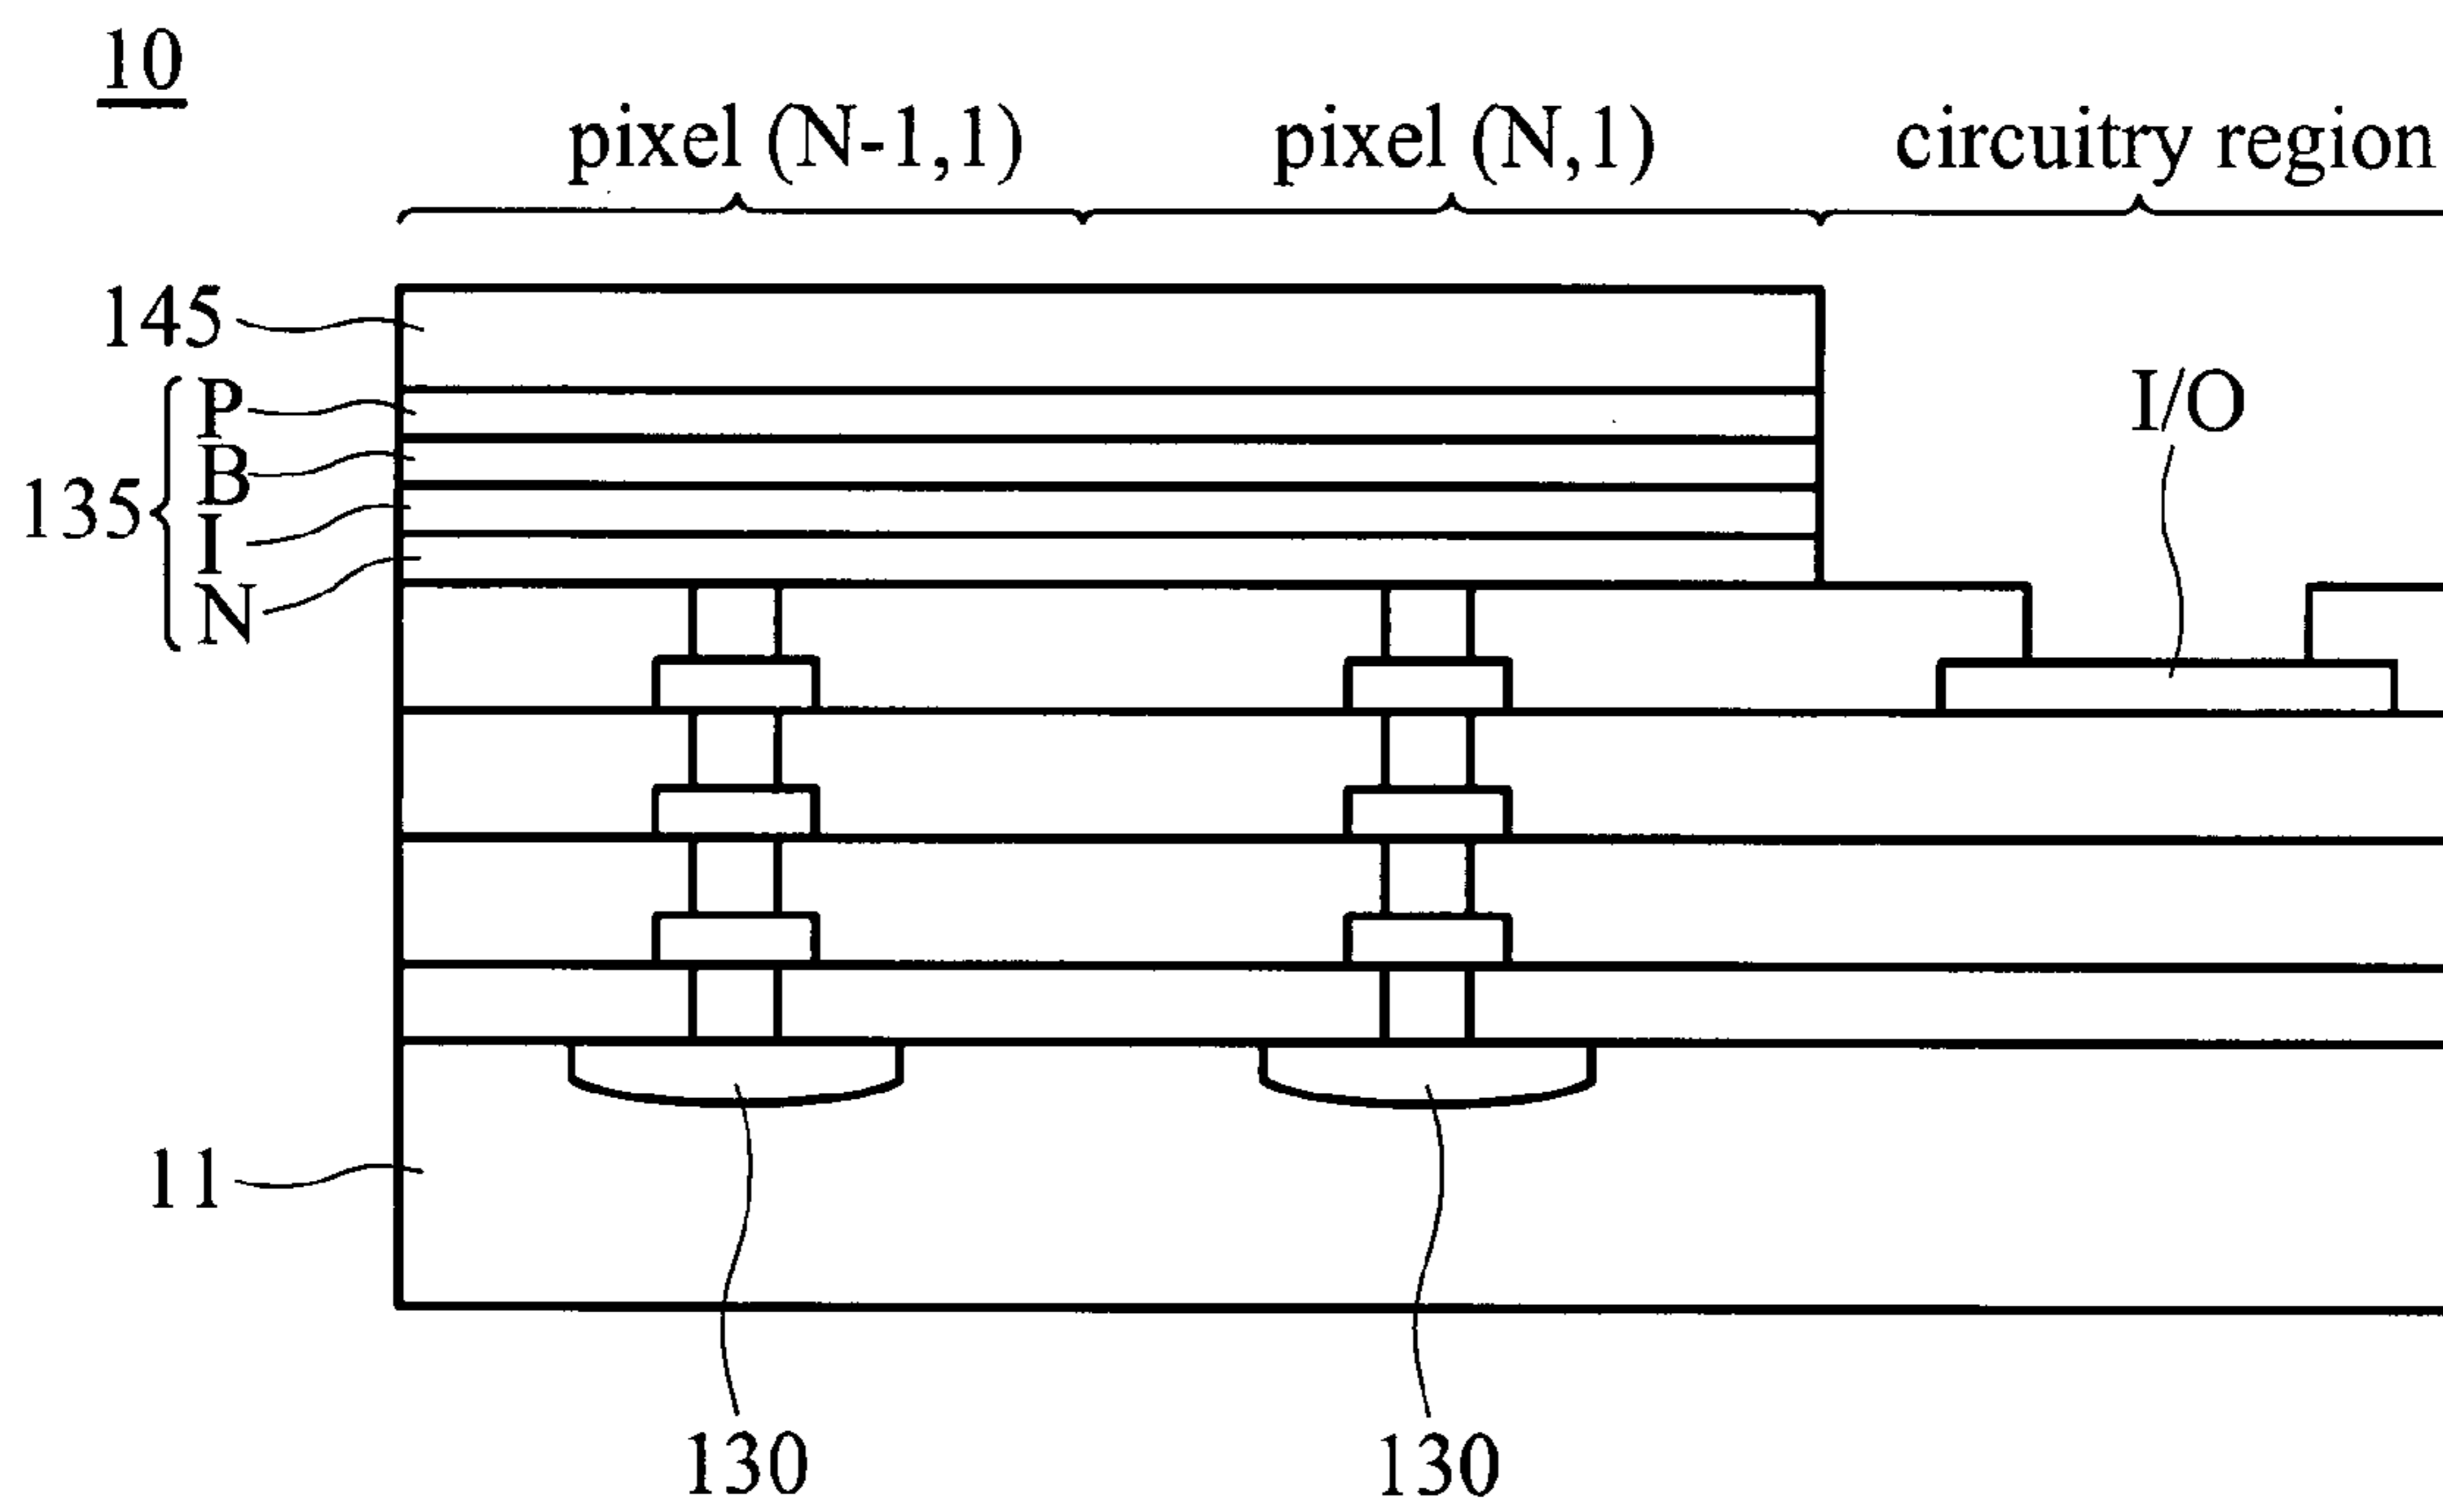 10
pixel (N-1,1) pixel (N,1) circuitry region
145
P
B
135
I
N
I/O
11
130 130